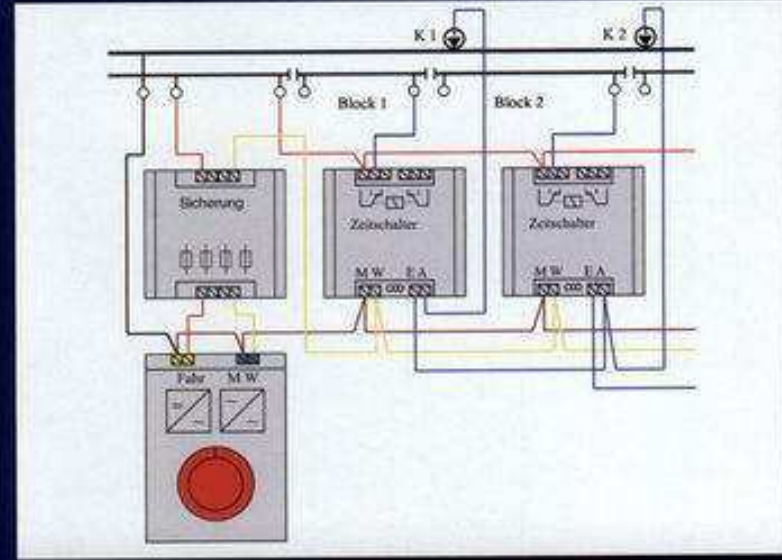 K 1
K 2
Block 1
Block 2
Sicherung
Zeitschalter
Zeitschalter
M W
E A
M W
E A
Fahr
M W